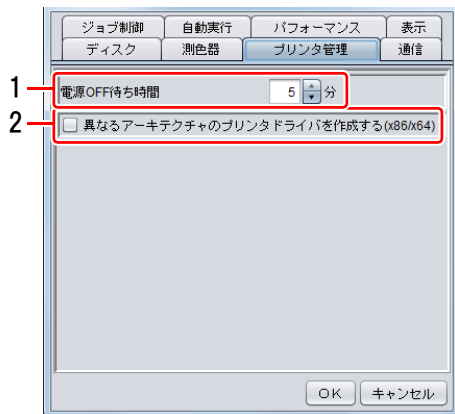 ジョブ制御 自動実行 パフォーマンス 表示
ディスク 測色器 プリンタ管理 通信
1 電源OFF待ち時間 5 分
2 異なるアーキテクチャのプリンタドライバを作成する(x86/x64)
OK キャンセル